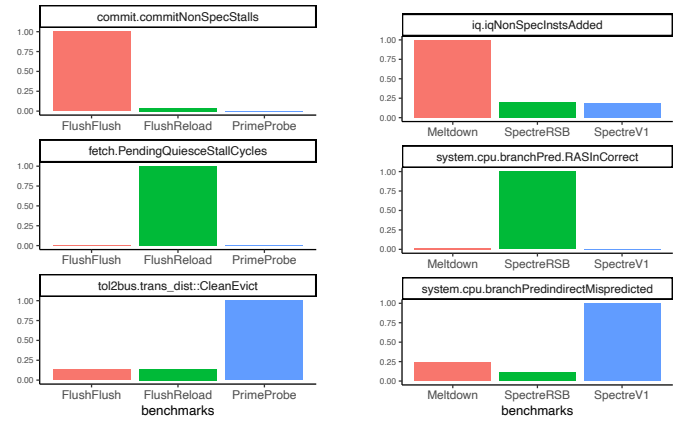 commit.commitNonSpecStalls
1.00
0.75
0.50
0.25
0.00
FlushFlush FlushReload PrimeProbe
fetch.PendingQuiesceStallCycles
1.00
0.75
0.50
0.25
0.00
FlushFlush FlushReload PrimeProbe
tol2bus.trans_dist::CleanEvict
1.00
0.75
0.50
0.25
0.00
FlushFlush FlushReload PrimeProbe
benchmarks
iq.iqNonSpecInstsAdded
1.00
0.75
0.50
0.25
0.00
Meltdown SpectreRSB SpectreV1
system.cpu.branchPred.RASInCorrect
1.00
0.75
0.50
0.25
0.00
Meltdown SpectreRSB SpectreV1
system.cpu.branchPredindirectMispredicted
1.00
0.75
0.50
0.25
0.00
Meltdown SpectreRSB SpectreV1
benchmarks